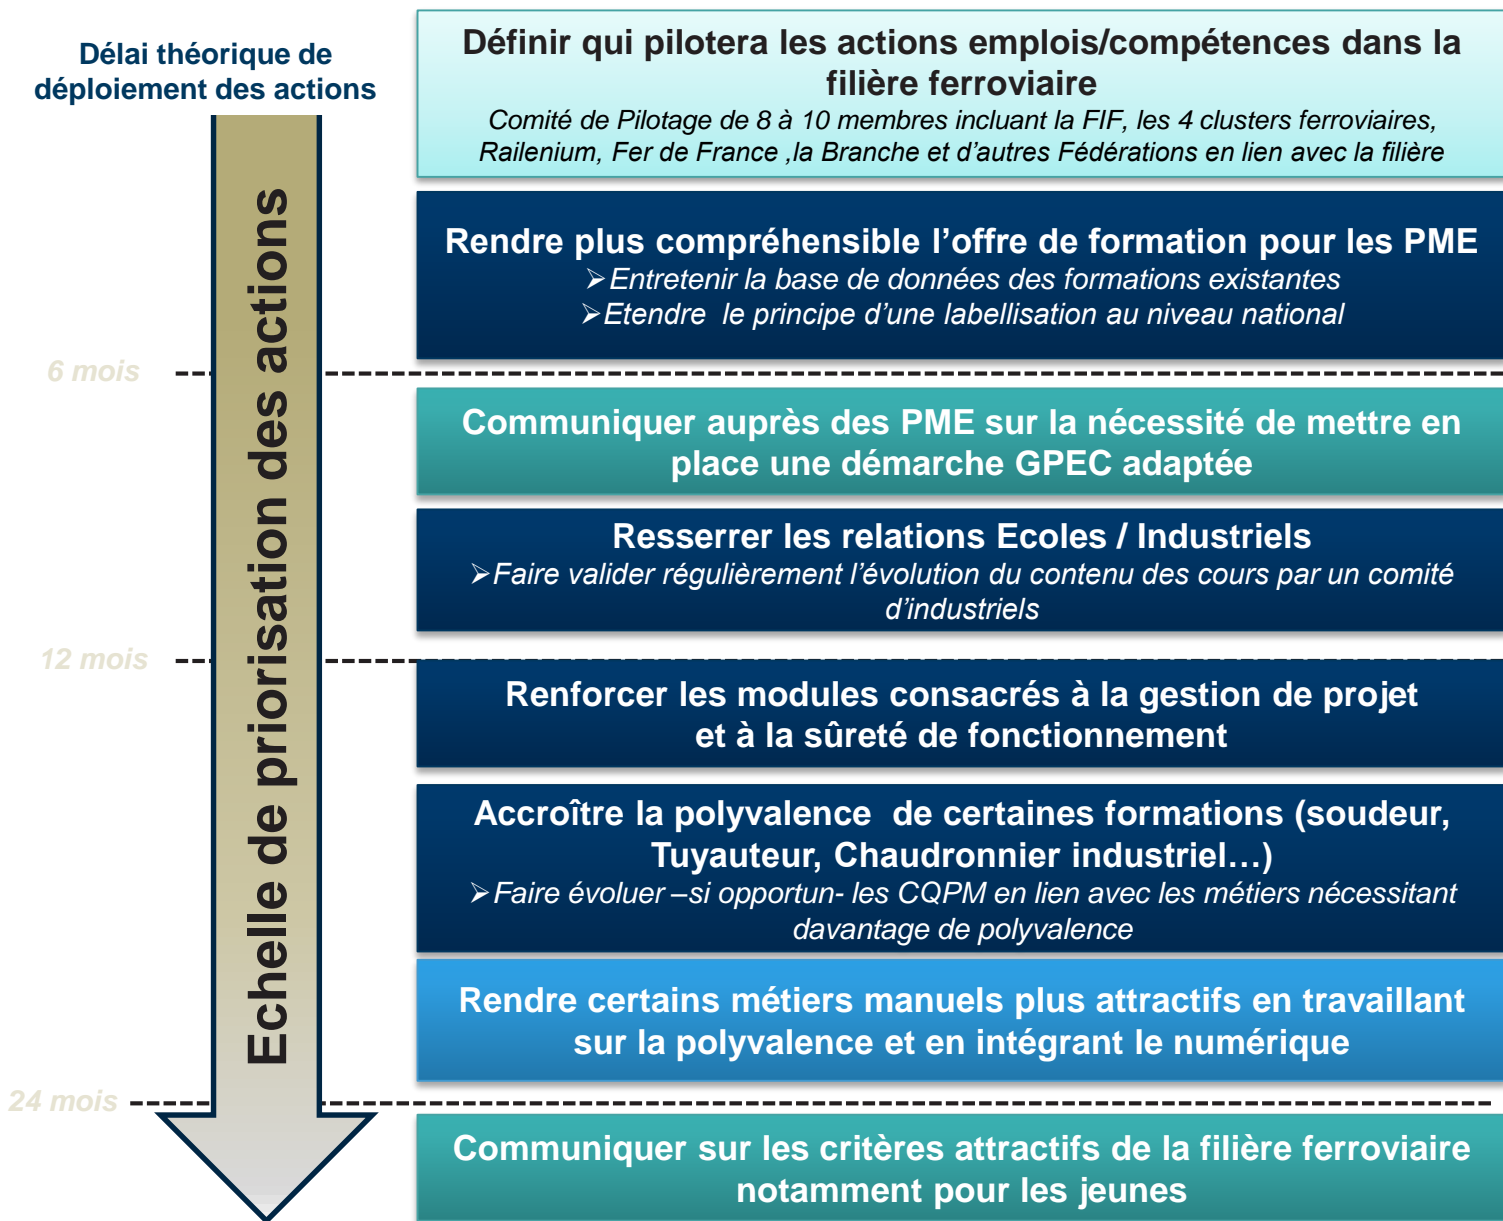 Délai théorique de
déploiement des actions
Echelle de priorisation des actions
Définir qui pilotera les actions emplois/compétences dans la
filière ferroviaire
Comité de Pilotage de 8 à 10 membres incluant la FIF, les 4 clusters ferroviaires,
Railenium, Fer de France ,la Branche et d'autres Fédérations en lien avec la filière
Rendre plus compréhensible l'offre de formation pour les PME
➢Entretenir la base de données des formations existantes
➢Etendre le principe d'une labellisation au niveau national
6 mois
Communiquer auprès des PME sur la nécessité de mettre en
place une démarche GPEC adaptée
Resserrer les relations Ecoles / Industriels
➢Faire valider régulièrement l'évolution du contenu des cours par un comité
d'industriels
12 mois
Renforcer les modules consacrés à la gestion de projet
et à la sûreté de fonctionnement
Accroître la polyvalence de certaines formations (soudeur,
Tuyauteur, Chaudronnier industriel…)
➢Faire évoluer –si opportun- les CQPM en lien avec les métiers nécessitant
davantage de polyvalence
Rendre certains métiers manuels plus attractifs en travaillant
sur la polyvalence et en intégrant le numérique
24 mois
Communiquer sur les critères attractifs de la filière ferroviaire
notamment pour les jeunes